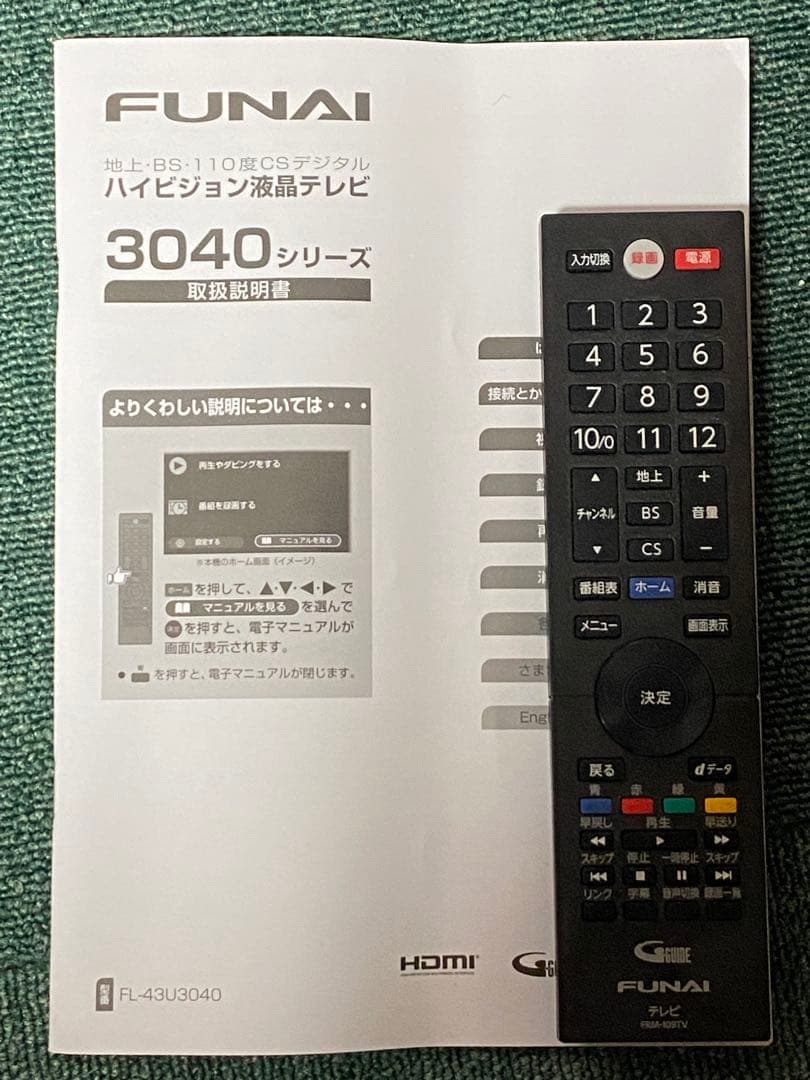 FUNAI
地上・BS・110度CSデジタル
ハイビジョン液晶テレビ
3040シリーズ
取扱説明書
よりくわしい説明については・・・
再生やダビングをする
番組を録画する
設定する
マニュアルを見る
※本機のホーム画面（イメージ）
ホーム を押して、▲・▼・◀・▶で
マニュアルを見る を選んで
決定 を押すと、電子マニュアルが
画面に表示されます。
● を押すと、電子マニュアルが閉じます。
接続とか
さま
Engl
HDMI
型番 FL-43U3040
入力切換 録画 電源
1 2 3
4 5 6
7 8 9
10/0 11 12
▲ 地上 +
チャンネル BS 音量
▼ CS −
番組表 ホーム 消音
メニュー 画面表示
決定
戻る dデータ
青 赤 緑 黄
早戻し 再生 早送り
スキップ 停止 一時停止 スキップ
リンク 字幕 音声切換 録画一覧
G-GUIDE
FUNAI
テレビ
FRM-109TV